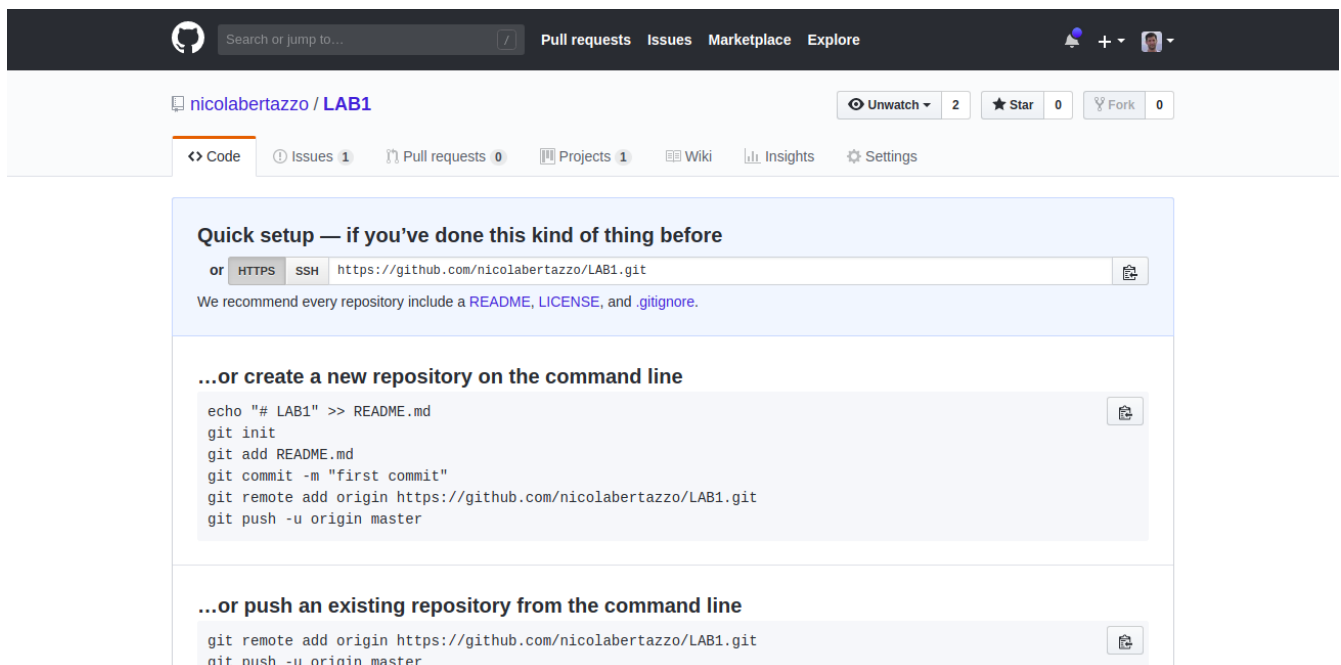 Search or jump to… / Pull requests Issues Marketplace Explore
nicolabertazzo / LAB1 Unwatch 2 Star 0 Fork 0
Code Issues 1 Pull requests 0 Projects 1 Wiki Insights Settings
Quick setup — if you’ve done this kind of thing before
or HTTPS SSH https://github.com/nicolabertazzo/LAB1.git
We recommend every repository include a README, LICENSE, and .gitignore.
…or create a new repository on the command line
echo "# LAB1" >> README.md
git init
git add README.md
git commit -m "first commit"
git remote add origin https://github.com/nicolabertazzo/LAB1.git
git push -u origin master
…or push an existing repository from the command line
git remote add origin https://github.com/nicolabertazzo/LAB1.git
git push -u origin master